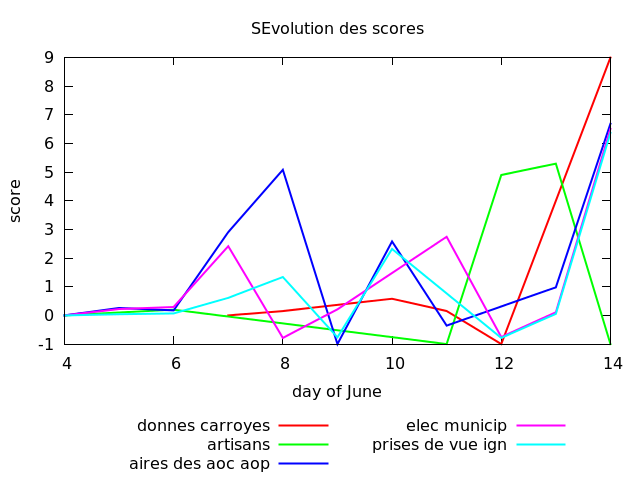 SEvolution des scores
9
8
7
6
5
4
3
2
1
0
-1
score
4 6 8 10 12 14
day of June
donnes carroyes
artisans
aires des aoc aop
elec municip
prises de vue ign